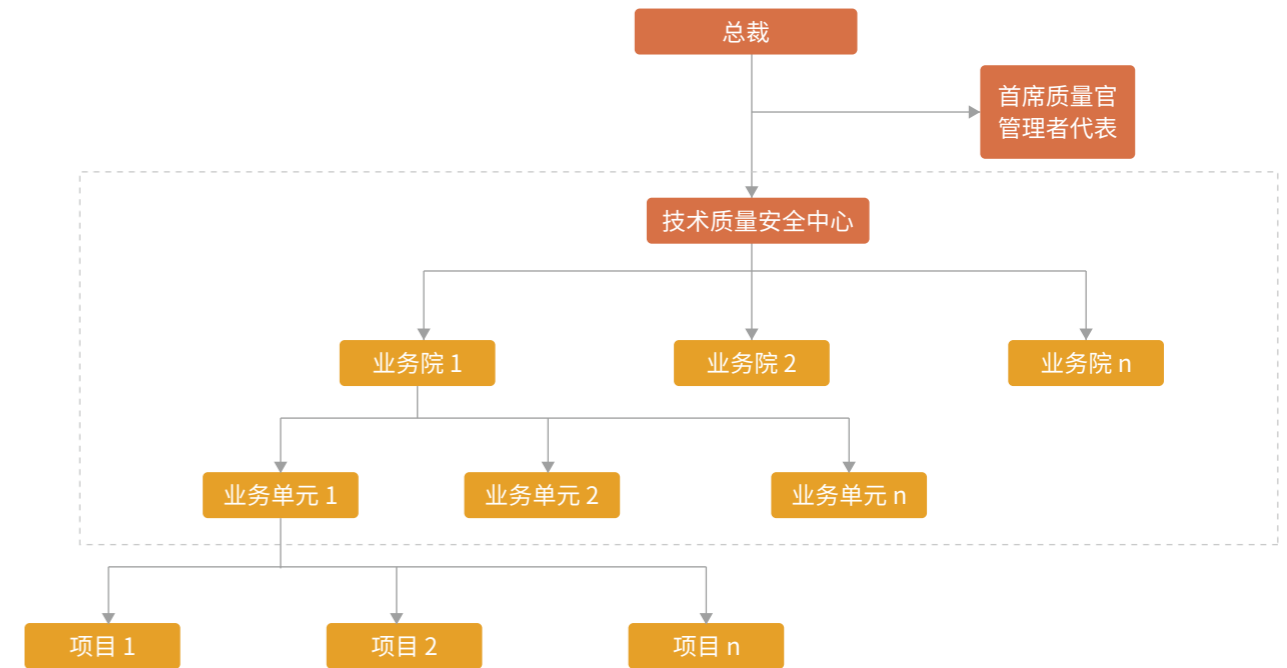 总裁
首席质量官
管理者代表
技术质量安全中心
业务院 1
业务院 2
业务院 n
业务单元 1
业务单元 2
业务单元 n
项目 1
项目 2
项目 n